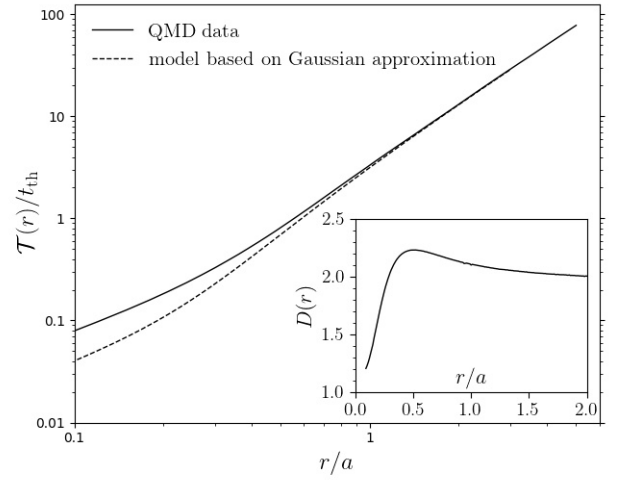 100
QMD data
model based on Gaussian approximation
10
𝒯(r)/t_th
1
2.5
2.0
D(r)
1.5
0.1
r/a
1.0
0.0 0.5 1.0 1.5 2.0
0.01
0.1 1
r/a